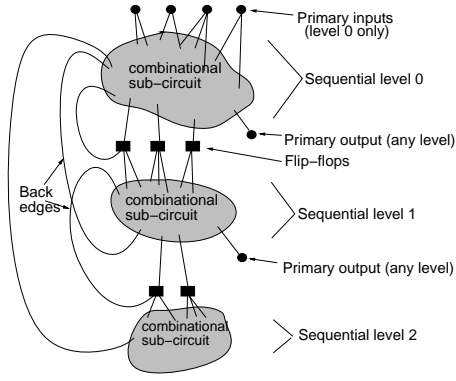 Primary inputs
(level 0 only)
combinational
sub-circuit
Sequential level 0
Primary output (any level)
Flip-flops
Back
edges
combinational
sub-circuit
Sequential level 1
Primary output (any level)
combinational
sub-circuit
Sequential level 2